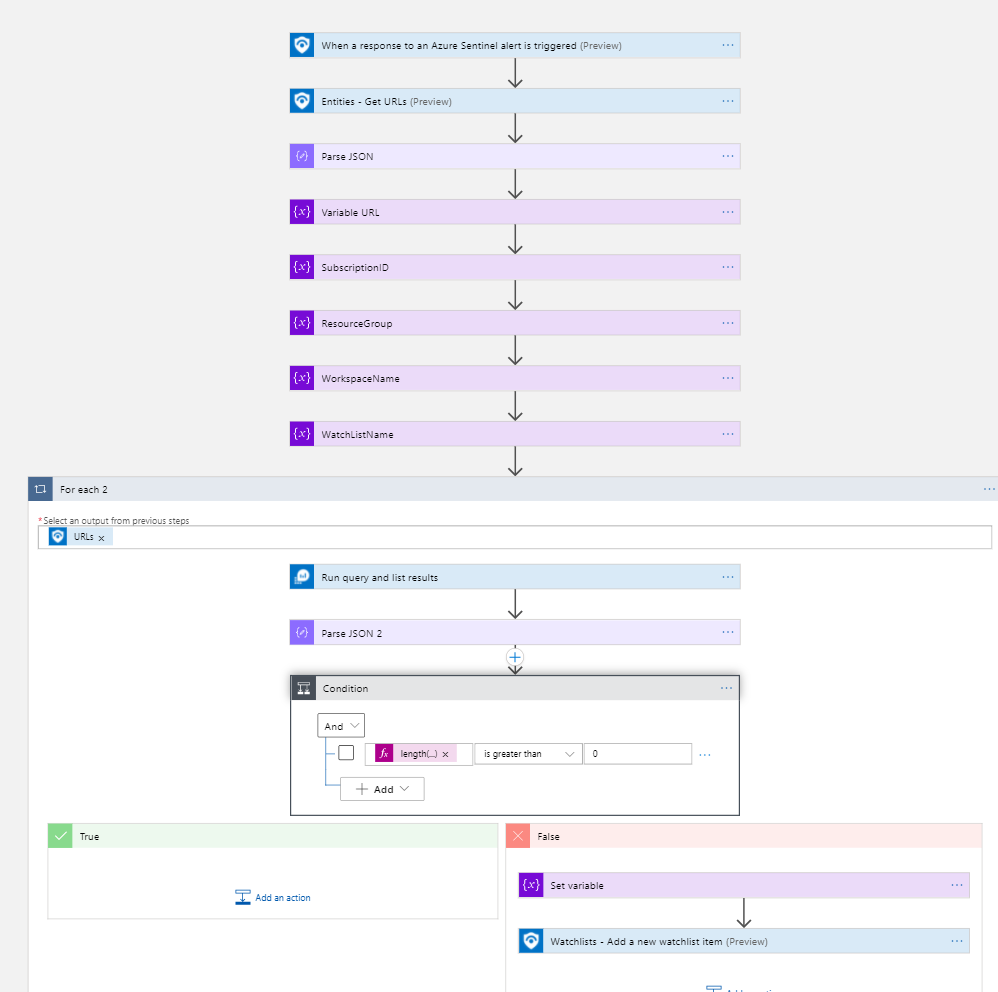 When a response to an Azure Sentinel alert is triggered (Preview)
Entities - Get URLs (Preview)
Parse JSON
{x} Variable URL
{x} SubscriptionID
{x} ResourceGroup
{x} WorkspaceName
{x} WatchListName
For each 2
*Select an output from previous steps
URLs x
Run query and list results
Parse JSON 2
Condition
And
fx length(...) x is greater than 0
+ Add
True
False
Add an action
{x} Set variable
Watchlists - Add a new watchlist item (Preview)